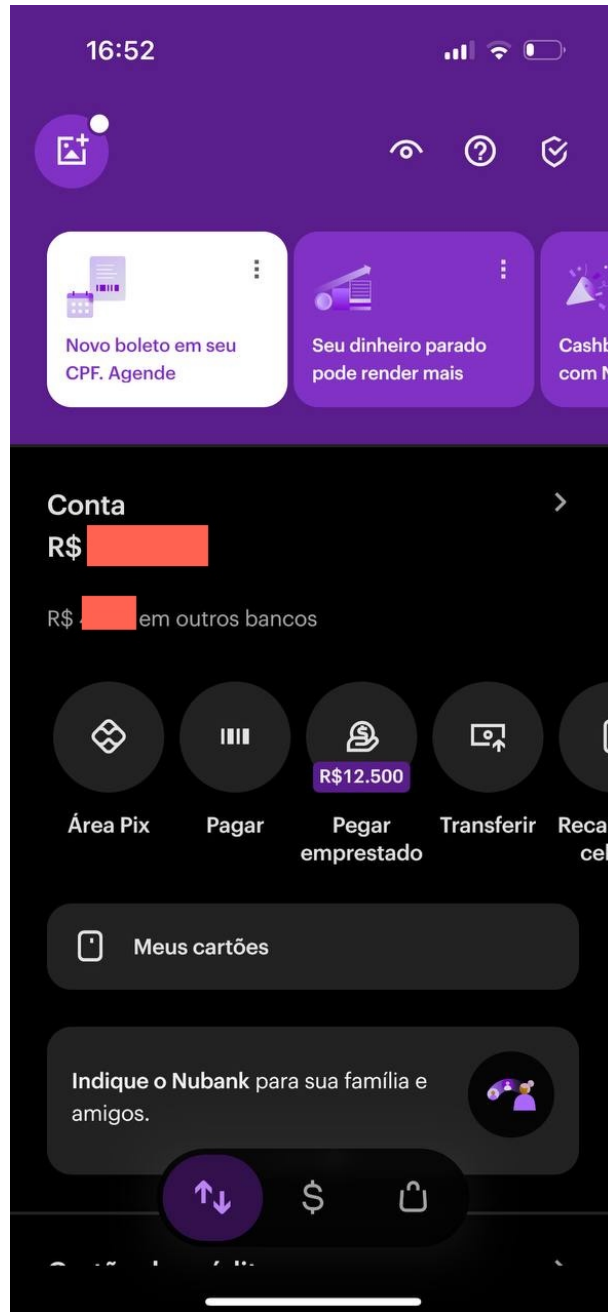 16:52
Novo boleto em seu
CPF. Agende
Seu dinheiro parado
pode render mais
com
Conta
R$
R$ em outros bancos
R$12.500
Área Pix
Pagar
Pegar
emprestado
Transferir
Meus cartões
Indique o Nubank para sua família e
amigos.
$